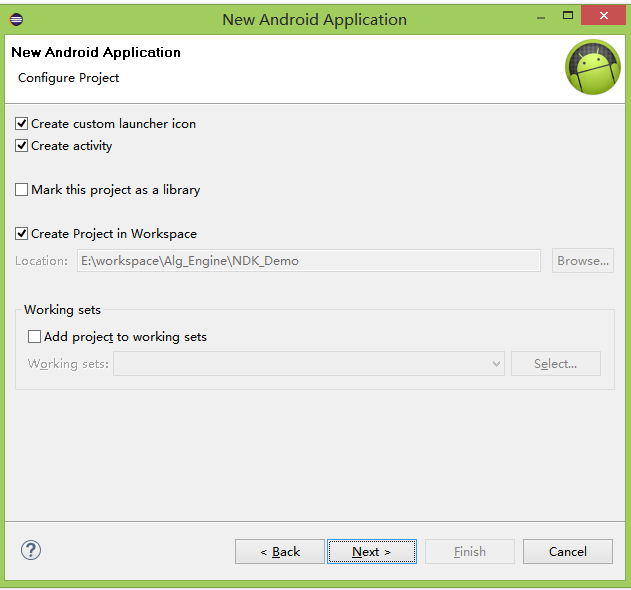 New Android Application
New Android Application
Configure Project
Create custom launcher icon
Create activity
Mark this project as a library
Create Project in Workspace
Location: E:\workspace\Alg_Engine\NDK_Demo Browse...
Working sets
Add project to working sets
Working sets: Select...
? < Back Next > Finish Cancel